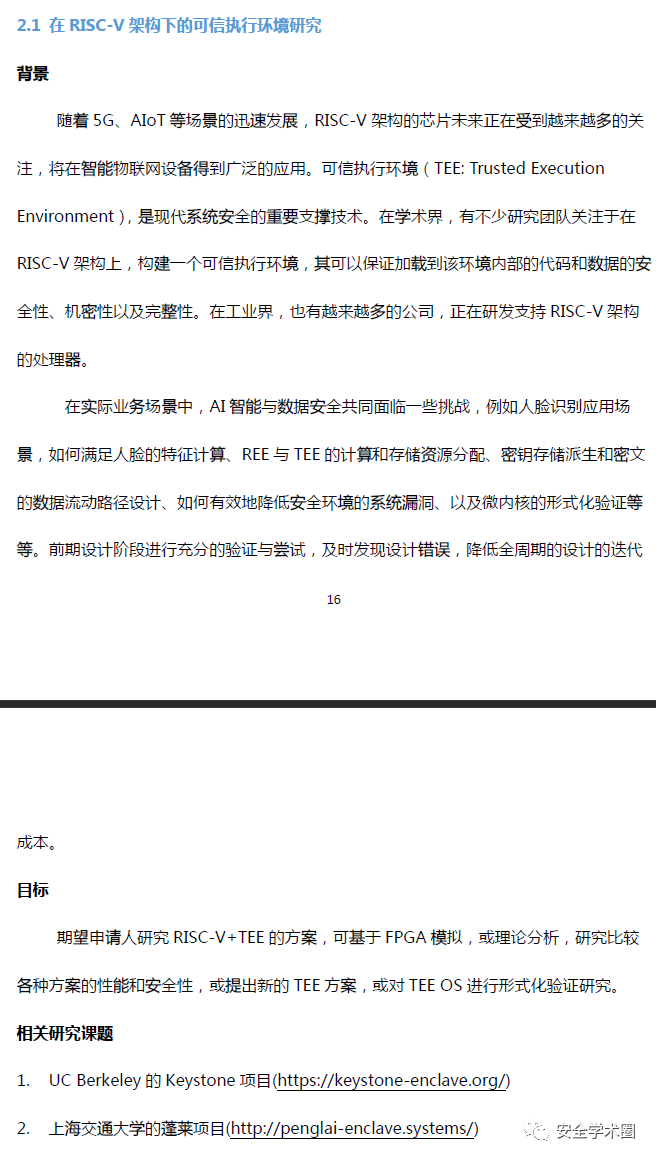 2.1 在 RISC-V 架构下的可信执行环境研究
背景
随着 5G、AIoT 等场景的迅速发展，RISC-V 架构的芯片未来正在受到越来越多的关
注，将在智能物联网设备得到广泛的应用。可信执行环境（TEE: Trusted Execution
Environment），是现代系统安全的重要支撑技术。在学术界，有不少研究团队关注于在
RISC-V 架构上，构建一个可信执行环境，其可以保证加载到该环境内部的代码和数据的安
全性、机密性以及完整性。在工业界，也有越来越多的公司，正在研发支持 RISC-V 架构
的处理器。
在实际业务场景中，AI 智能与数据安全共同面临一些挑战，例如人脸识别应用场
景，如何满足人脸的特征计算、REE 与 TEE 的计算和存储资源分配、密钥存储派生和密文
的数据流动路径设计、如何有效地降低安全环境的系统漏洞、以及微内核的形式化验证等
等。前期设计阶段进行充分的验证与尝试，及时发现设计错误，降低全周期的设计的迭代
16
成本。
目标
期望申请人研究 RISC-V+TEE 的方案，可基于 FPGA 模拟，或理论分析，研究比较
各种方案的性能和安全性，或提出新的 TEE 方案，或对 TEE OS 进行形式化验证研究。
相关研究课题
1. UC Berkeley 的 Keystone 项目(https://keystone-enclave.org/)
2. 上海交通大学的蓬莱项目(http://penglai-enclave.systems/)
安全学术圈